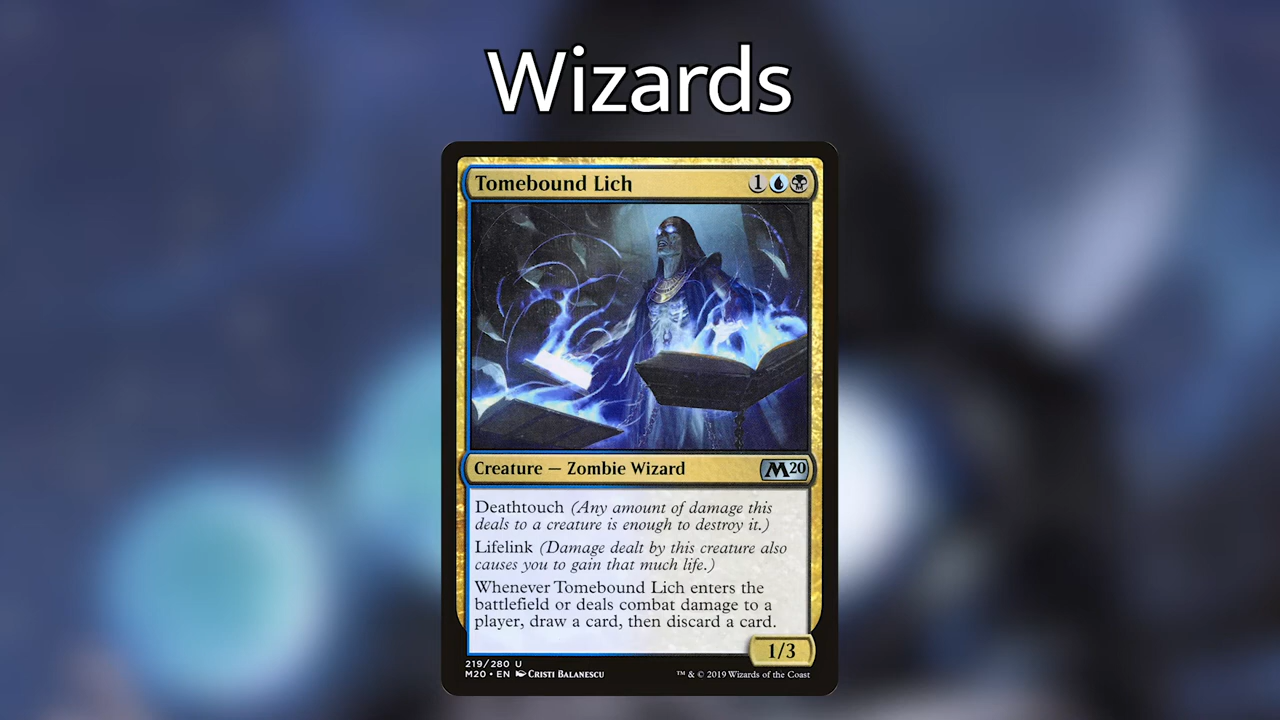 Wizards
Tomebound Lich 1
Creature — Zombie Wizard M20
Deathtouch (Any amount of damage this
deals to a creature is enough to destroy it.)
Lifelink (Damage dealt by this creature also
causes you to gain that much life.)
Whenever Tomebound Lich enters the
battlefield or deals combat damage to a
player, draw a card, then discard a card.
1/3
219/280 U
M20 • EN CRISTI BALANESCU
™ & © 2019 Wizards of the Coast